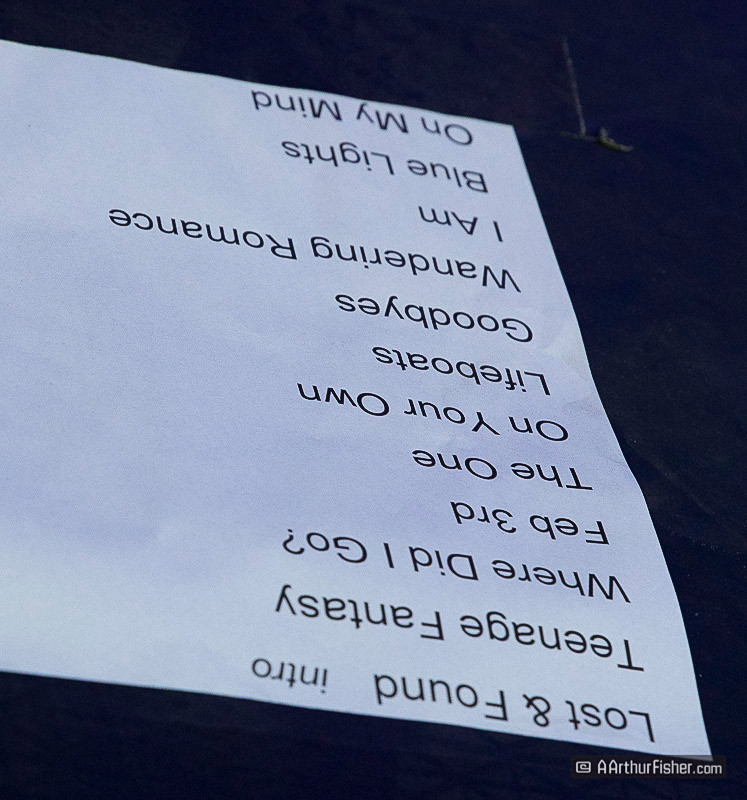 Lost & Found intro
Teenage Fantasy
Where Did I Go?
Feb 3rd
The One
On Your Own
Lifeboats
Goodbyes
Wandering Romance
I Am
Blue Lights
On My Mind
AArthurFisher.com